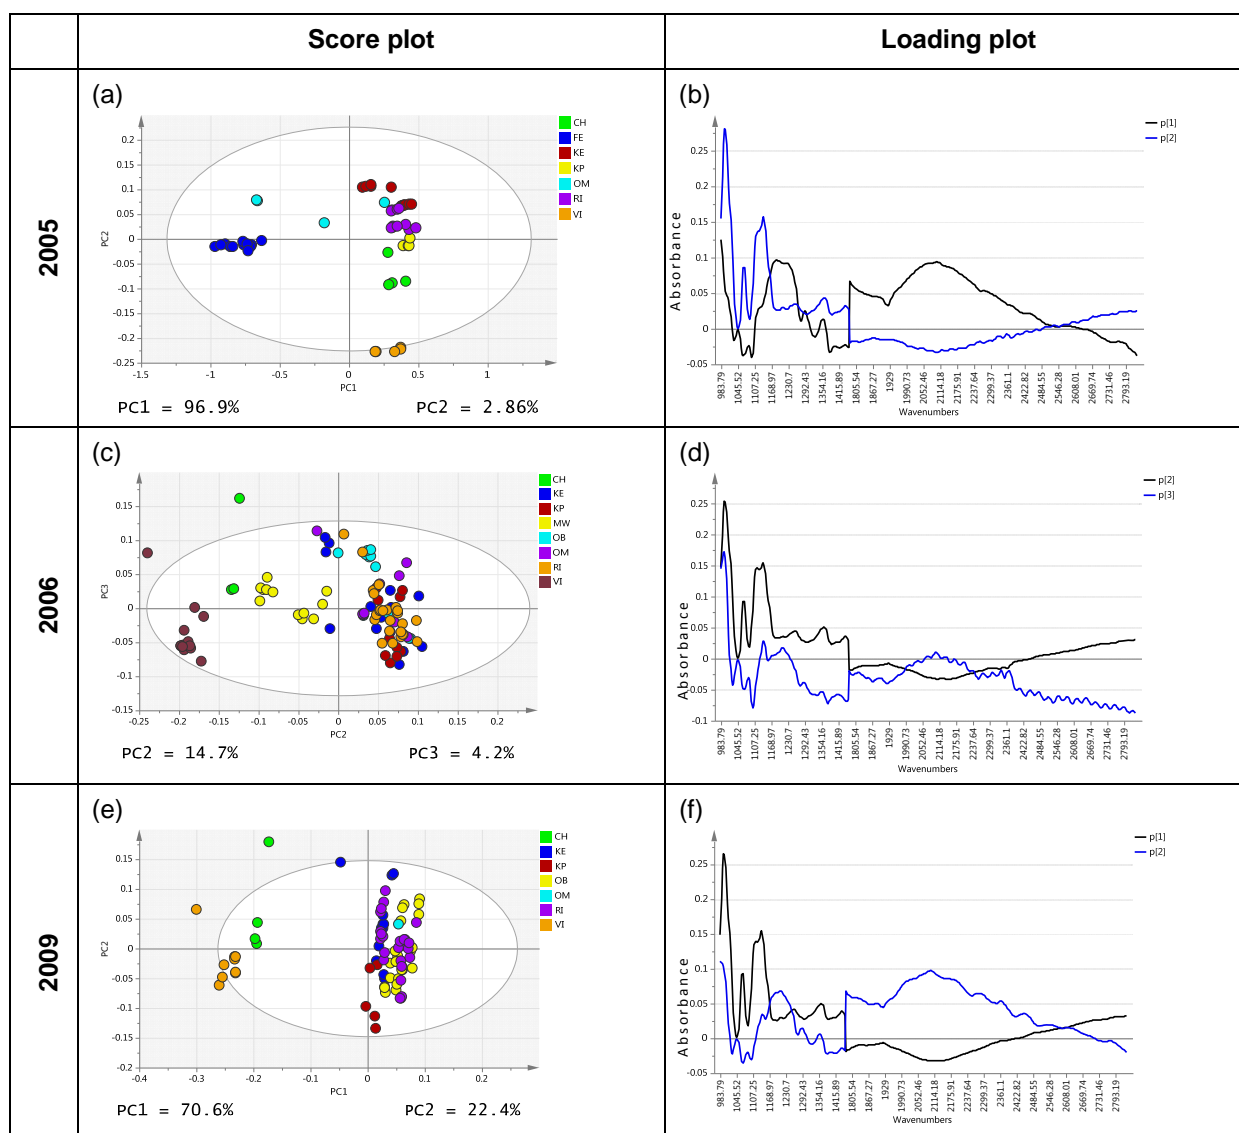 Score plot
Loading plot
2005
(a)
0.2
0.15
0.1
0.05
0
-0.05
-0.1
-0.15
-0.2
-0.25
PC2
-1.5
-1
-0.5
0
0.5
1
PC1
CH
FE
KE
KP
OM
RI
VI
PC1 = 96.9%
PC2 = 2.86%
(b)
p[1]
p[2]
0.25
0.2
0.15
0.1
0.05
0
-0.05
Absorbance
983.79
1045.52
1107.25
1168.97
1230.7
1292.43
1354.16
1415.89
1805.54
1867.27
1929
1990.73
2052.46
2114.18
2175.91
2237.64
2299.37
2361.1
2422.82
2484.55
2546.28
2608.01
2669.74
2731.46
2793.19
Wavenumbers
2006
(c)
0.15
0.1
0.05
0
-0.05
-0.1
-0.15
PC3
-0.25
-0.2
-0.15
-0.1
-0.05
0
0.05
0.1
0.15
0.2
PC2
CH
KE
KP
MW
OB
OM
RI
VI
PC2 = 14.7%
PC3 = 4.2%
(d)
p[2]
p[3]
0.25
0.2
0.15
0.1
0.05
0
-0.05
-0.1
Absorbance
983.79
1045.52
1107.25
1168.97
1230.7
1292.43
1354.16
1415.89
1805.54
1867.27
1929
1990.73
2052.46
2114.18
2175.91
2237.64
2299.37
2361.1
2422.82
2484.55
2546.28
2608.01
2669.74
2731.46
2793.19
Wavenumbers
2009
(e)
0.15
0.1
0.05
0
-0.05
-0.1
-0.15
-0.2
PC2
-0.4
-0.3
-0.2
-0.1
0
0.1
0.2
PC1
CH
KE
KP
OB
OM
RI
VI
PC1 = 70.6%
PC2 = 22.4%
(f)
p[1]
p[2]
0.25
0.2
0.15
0.1
0.05
0
-0.05
Absorbance
983.79
1045.52
1107.25
1168.97
1230.7
1292.43
1354.16
1415.89
1805.54
1867.27
1929
1990.73
2052.46
2114.18
2175.91
2237.64
2299.37
2361.1
2422.82
2484.55
2546.28
2608.01
2669.74
2731.46
2793.19
Wavenumbers